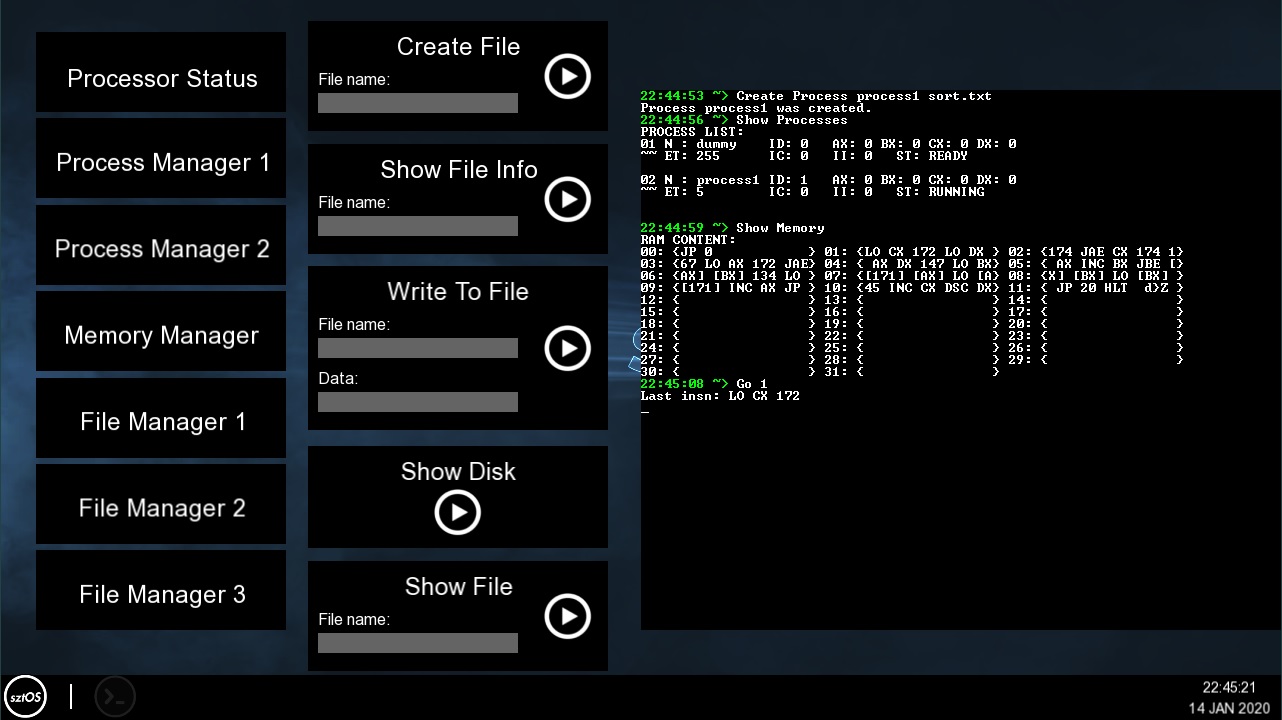 Processor Status
Process Manager 1
Process Manager 2
Memory Manager
File Manager 1
File Manager 2
File Manager 3
Create File
File name:
Show File Info
File name:
Write To File
File name:
Data:
Show Disk
Show File
File name:
22:44:53 ~> Create Process process1 sort.txt
Process process1 was created.
22:44:56 ~> Show Processes
PROCESS LIST:
01 N : dummy    ID: 0   AX: 0 BX: 0 CX: 0 DX: 0
~~ ET: 255      IC: 0   II: 0   ST: READY
02 N : process1 ID: 1   AX: 0 BX: 0 CX: 0 DX: 0
~~ ET: 5        IC: 0   II: 0   ST: RUNNING
22:44:59 ~> Show Memory
RAM CONTENT:
00: {JP 0            } 01: {LO CX 172 LO DX } 02: {174 JAE CX 174 1}
03: {67 LO AX 172 JAE} 04: { AX DX 147 LO BX} 05: { AX INC BX JBE [}
06: {AX] [BX] 134 LO } 07: {[171] [AX] LO [A} 08: {X] [BX] LO [BX] }
09: {[171] INC AX JP } 10: {45 INC CX DSC DX} 11: { JP 20 HLT  d>Z }
12: {                } 13: {                } 14: {                }
15: {                } 16: {                } 17: {                }
18: {                } 19: {                } 20: {                }
21: {                } 22: {                } 23: {                }
24: {                } 25: {                } 26: {                }
27: {                } 28: {                } 29: {                }
30: {                } 31: {                }
22:45:08 ~> Go 1
Last insn: LO CX 172
_
sztOS
22:45:21
14 JAN 2020